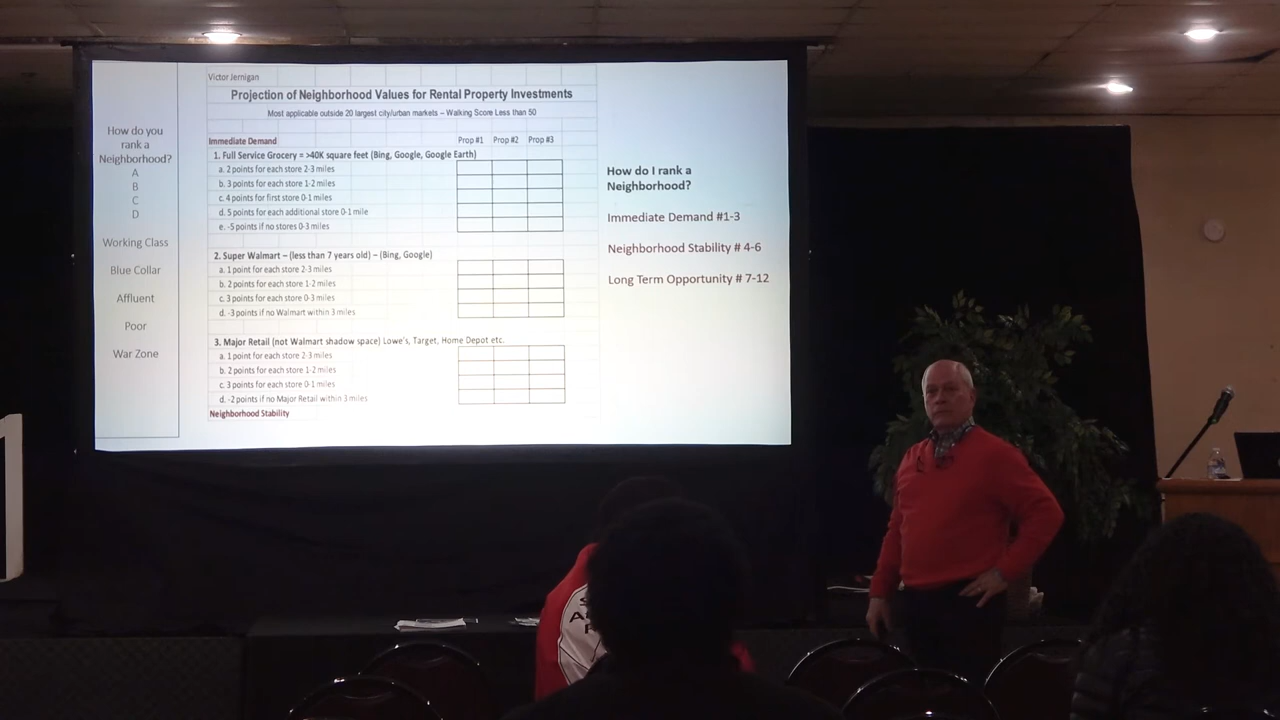 How do you
rank a
Neighborhood?
A
B
C
D
Working Class
Blue Collar
Affluent
Poor
War Zone
Victor Jernigan
Projection of Neighborhood Values for Rental Property Investments
Most applicable outside 20 largest city/urban markets – Walking Score Less than 50
Immediate Demand Prop #1 Prop #2 Prop #3
1. Full Service Grocery = >40K square feet (Bing, Google, Google Earth)
a. 2 points for each store 2-3 miles
b. 3 points for each store 1-2 miles
c. 4 points for first store 0-1 miles
d. 5 points for each additional store 0-1 mile
e. -5 points if no stores 0-3 miles
2. Super Walmart – (less than 7 years old) – (Bing, Google)
a. 1 point for each store 2-3 miles
b. 2 points for each store 1-2 miles
c. 3 points for each store 0-3 miles
d. -3 points if no Walmart within 3 miles
3. Major Retail (not Walmart shadow space) Lowe's, Target, Home Depot etc.
a. 1 point for each store 2-3 miles
b. 2 points for each store 1-2 miles
c. 3 points for each store 0-1 miles
d. -2 points if no Major Retail within 3 miles
Neighborhood Stability
How do I rank a
Neighborhood?
Immediate Demand #1-3
Neighborhood Stability # 4-6
Long Term Opportunity # 7-12